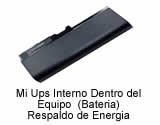 Mi Ups Interno Dentro del
Equipo (Bateria)
Respaldo de Energia